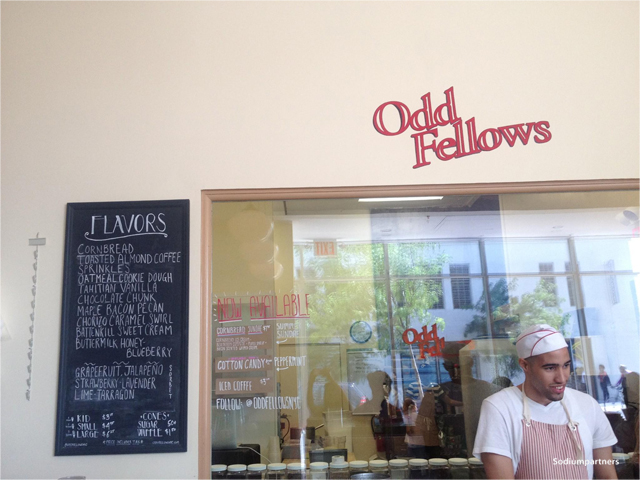 Odd
Fellows
FLAVORS
CORNBREAD
TOASTED ALMOND COFFEE
SPRINKLES
OATMEAL COOKIE DOUGH
TAHITIAN VANILLA
CHOCOLATE CHUNK
MAPLE BACON PECAN
CHORIZO CARAMEL SWIRL
BUTTERMILK SWEET CREAM
BUTTERMILK HONEY-
BLUEBERRY
GRAPEFRUIT-JALAPEÑO
STRAWBERRY-LAVENDER
LIME TARRAGON
SORBET
KID
SMALL
LARGE
CONES
SUGAR
WAFFLE
EXIT
NOW AVAILABLE
CORNBREAD
COTTON CANDY
PEPPERMINT
ICED COFFEE
FOLLOW @ODDFELLOWSNYC
Odd
Fell
Sodiumpartners